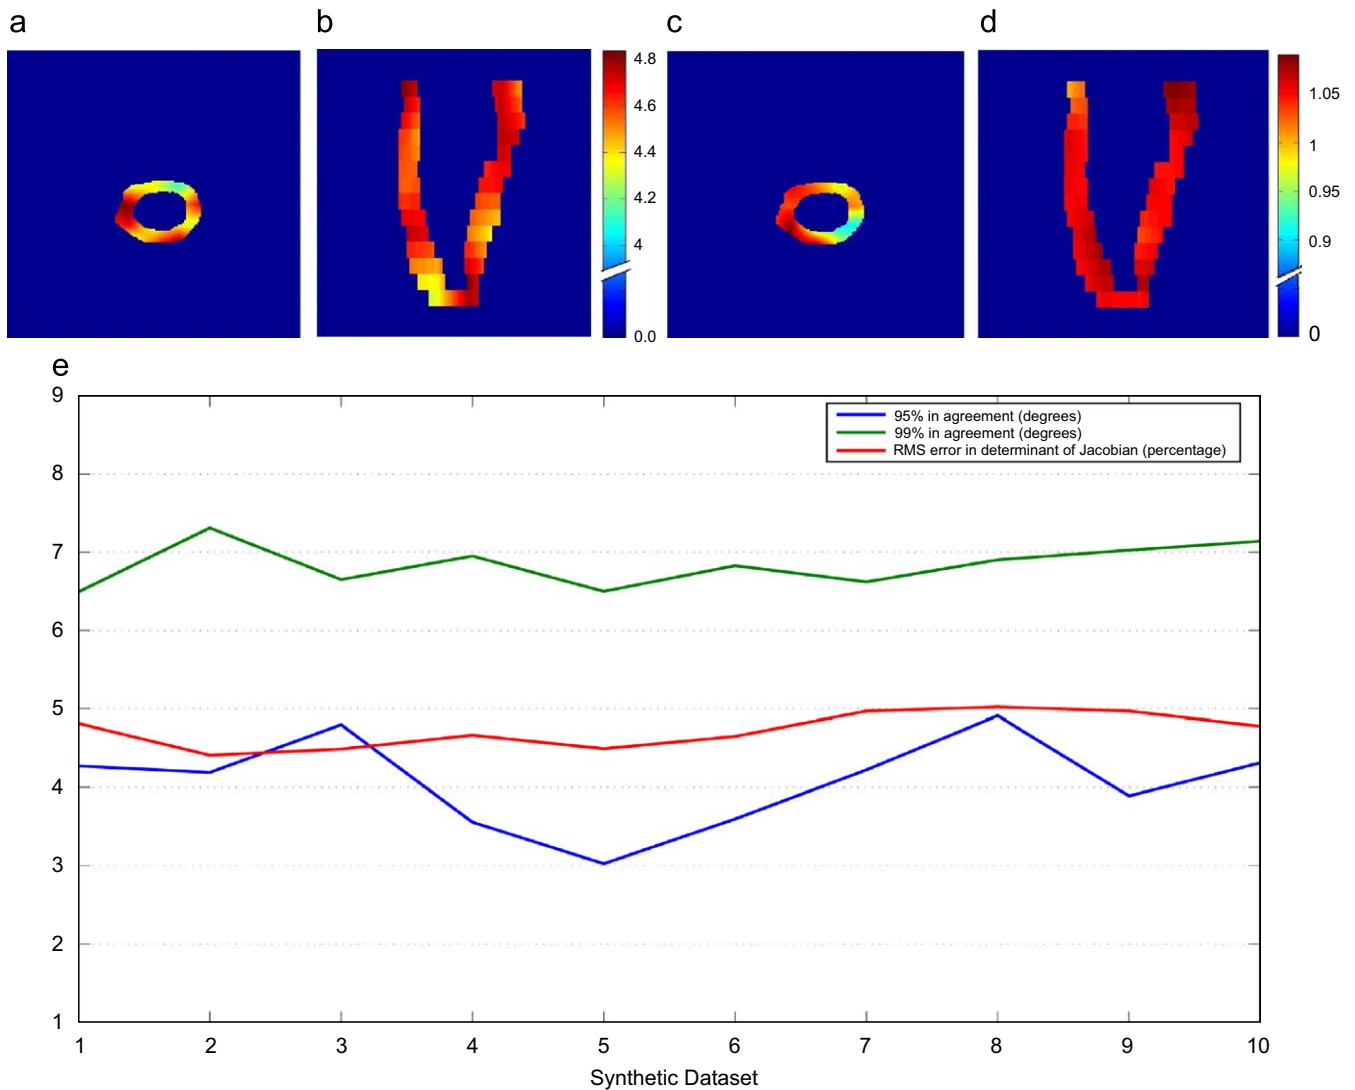 a
b
c
d
4.8
4.6
4.4
4.2
4
0.0
1.05
1
0.95
0.9
0
e
9
8
7
6
5
4
3
2
1
95% in agreement (degrees)
99% in agreement (degrees)
RMS error in determinant of Jacobian (percentage)
1 2 3 4 5 6 7 8 9 10
Synthetic Dataset